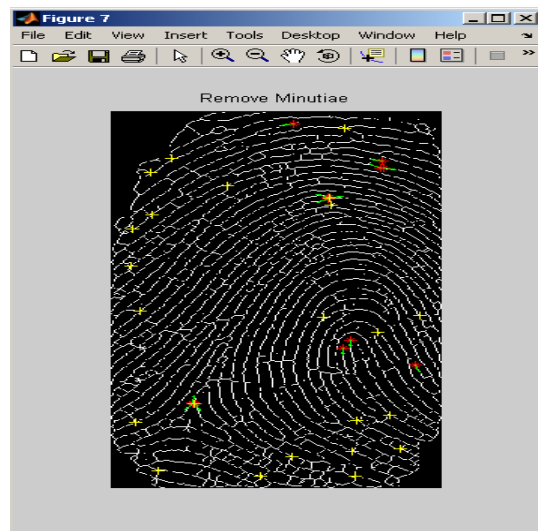 Figure 7
File Edit View Insert Tools Desktop Window Help
Remove Minutiae